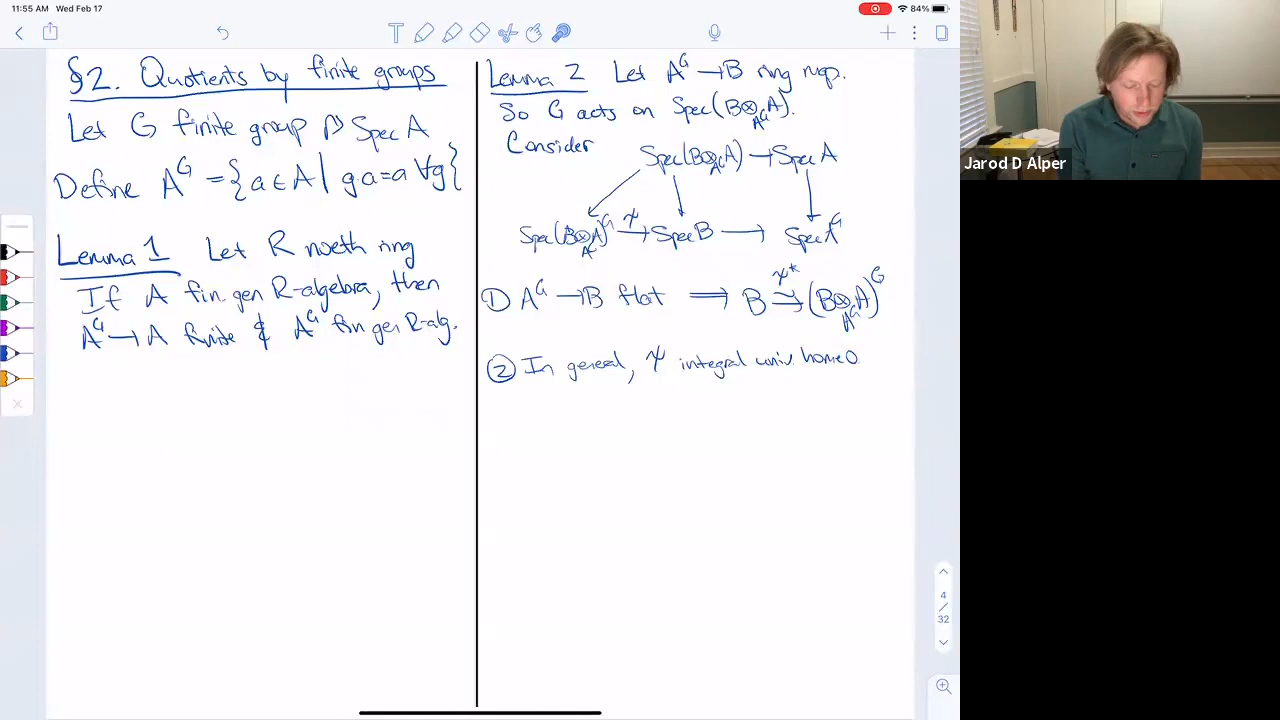 11:55 AM Wed Feb 17
84%
§2. Quotients by finite groups
Let G finite group ↷ Spec A
Define A^G = {a ∈ A | g·a = a ∀g}
Lemma 1 Let R noeth ring
If A fin. gen R-algebra, then
A^G → A finite & A^G fin gen R-alg.
Lemma 2 Let A^G → B ring map.
So G acts on Spec(B⊗_{A^G} A).
Consider
Spec(B⊗_{A^G} A) → Spec A
Spec(B⊗_{A^G} A)^G →^ψ Spec B → Spec A^G
① A^G → B flat ⟹ B →^{ψ*} (B⊗_{A^G} A)^G
② In general, ψ integral univ. homeo
4
/
32
Jarod D Alper